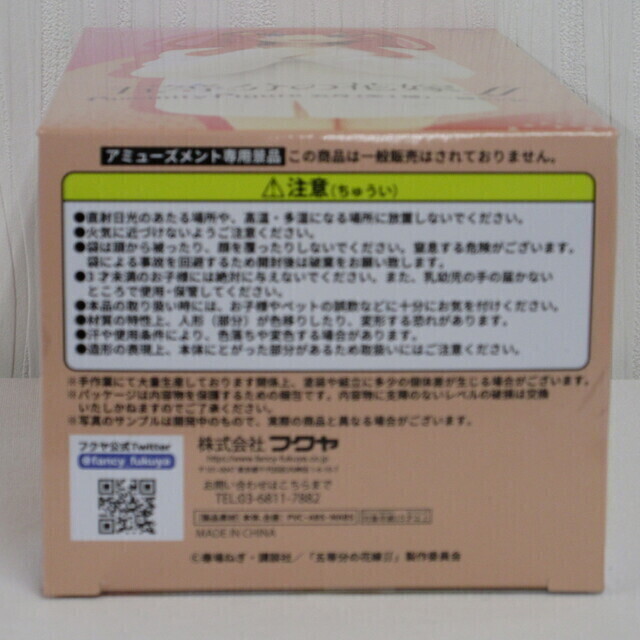 アミューズメント専用景品 この商品は一般販売はされておりません。
⚠注意(ちゅうい)
●直射日光のあたる場所や、高温・多湿になる場所に放置しないでください。
●火気に近づけないようご注意ください。
●袋は頭から被ったり、顔を覆ったりしないでください。窒息する危険がございます。
袋による事故を回避するため開封後は破棄をお願い致します。
●3才未満のお子様には絶対に与えないでください。また、乳幼児の手の届かない
ところで使用・保管してください。
●本品の取り扱い時には、お子様やペットの誤飲などに十分にお気を付けください。
●材質の特性上、人形(部分)が色移りしたり、変形する恐れがあります。
●汗や使用条件により、色落ちや変色する場合があります。
●造形の表現上、本体にとがった部分があるため取扱いにはご注意ください。
※手作業にて大量生産しております関係上、塗装や組立に多少の個体差が生じる場合がございます。
※パッケージは内容物を保護するための梱包です。内容物に支障のないレベルの破損は交換
いたしかねますのでご了承ください。
※写真のサンプルは開発中のもので、実際の商品と異なる場合がございます。
フクヤ公式Twitter
@fancy_fukuya
株式会社フクヤ
https://www.fancy-fukuya.co.jp
お問い合わせはこちらまで
TEL:03-6811-7882
MADE IN CHINA
©春場ねぎ・講談社/「五等分の花嫁∬」製作委員会